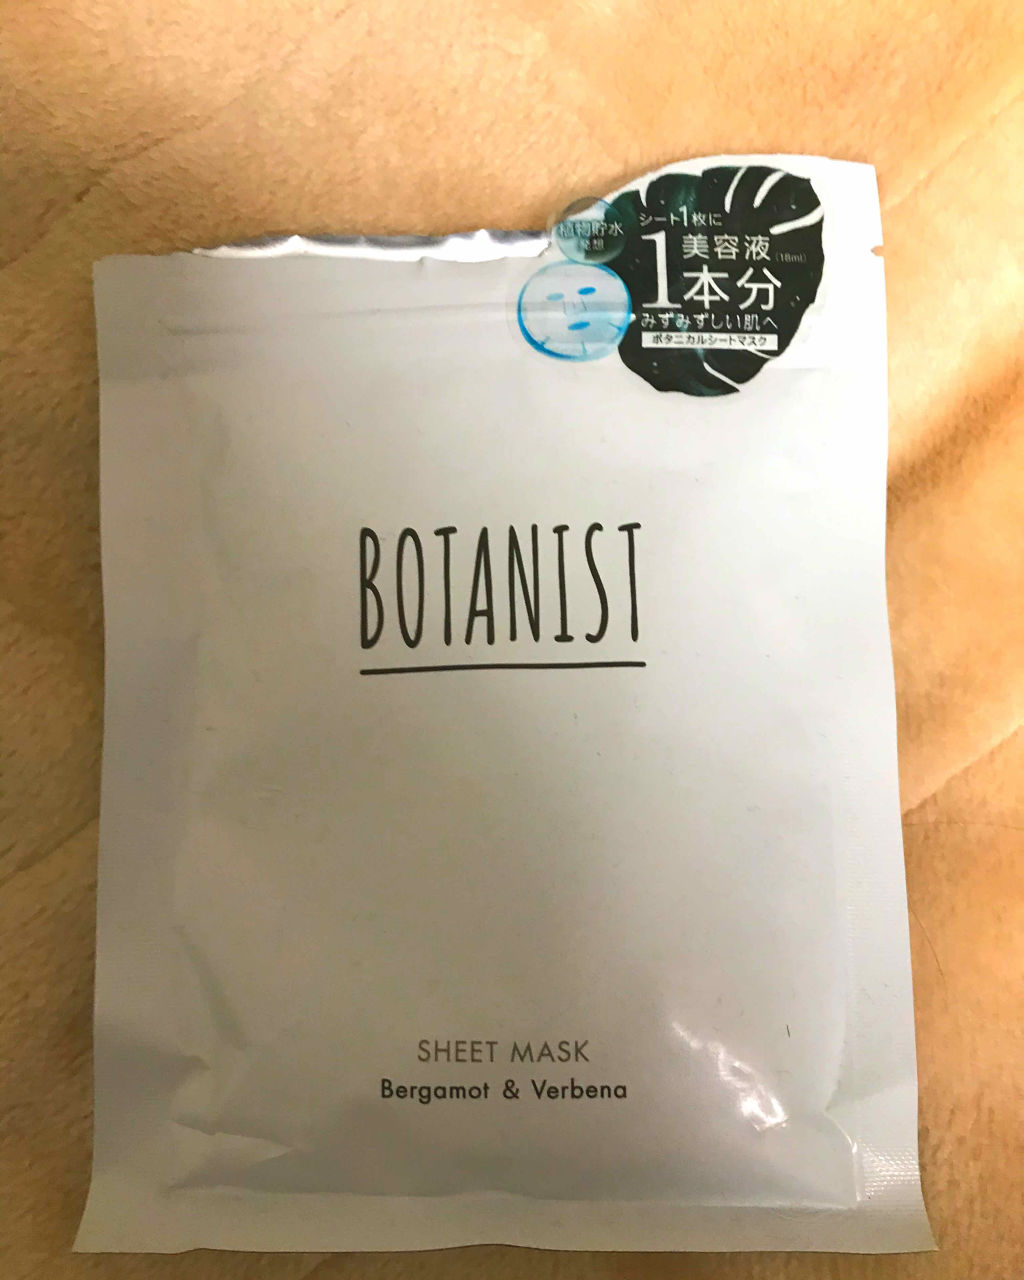 植物貯水
発想
シート1枚に
1美容液(18ml)
本分
みずみずしい肌へ
ボタニカルシートマスク
BOTANIST
SHEET MASK
Bergamot & Verbena